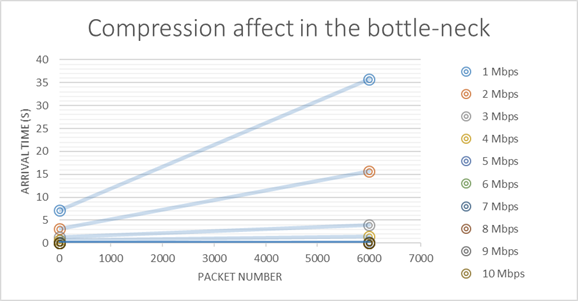 Compression affect in the bottle-neck
ARRIVAL TIME (S)
40
35
30
25
20
15
10
5
0
0 1000 2000 3000 4000 5000 6000 7000
PACKET NUMBER
1 Mbps
2 Mbps
3 Mbps
4 Mbps
5 Mbps
6 Mbps
7 Mbps
8 Mbps
9 Mbps
10 Mbps